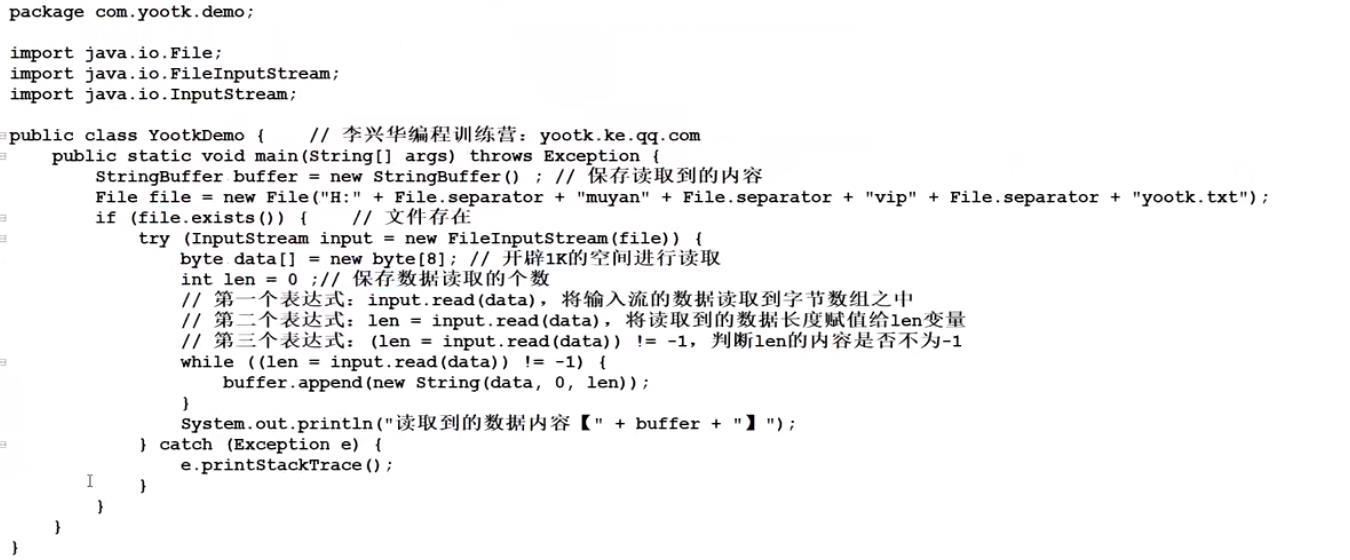 package com.yootk.demo;
import java.io.File;
import java.io.FileInputStream;
import java.io.InputStream;
public class YootkDemo {    // 李兴华编程训练营：yootk.ke.qq.com
    public static void main(String[] args) throws Exception {
        StringBuffer buffer = new StringBuffer() ; // 保存读取到的内容
        File file = new File("H:" + File.separator + "muyan" + File.separator + "vip" + File.separator + "yootk.txt");
        if (file.exists()) {    // 文件存在
            try (InputStream input = new FileInputStream(file)) {
                byte data[] = new byte[8]; // 开辟1K的空间进行读取
                int len = 0 ;// 保存数据读取的个数
                // 第一个表达式：input.read(data)，将输入流的数据读取到字节数组之中
                // 第二个表达式：len = input.read(data)，将读取到的数据长度赋值给len变量
                // 第三个表达式：(len = input.read(data)) != -1，判断len的内容是否不为-1
                while ((len = input.read(data)) != -1) {
                    buffer.append(new String(data, 0, len));
                }
                System.out.println("读取到的数据内容【" + buffer + "】");
            } catch (Exception e) {
                e.printStackTrace();
            }
        }
    }
}